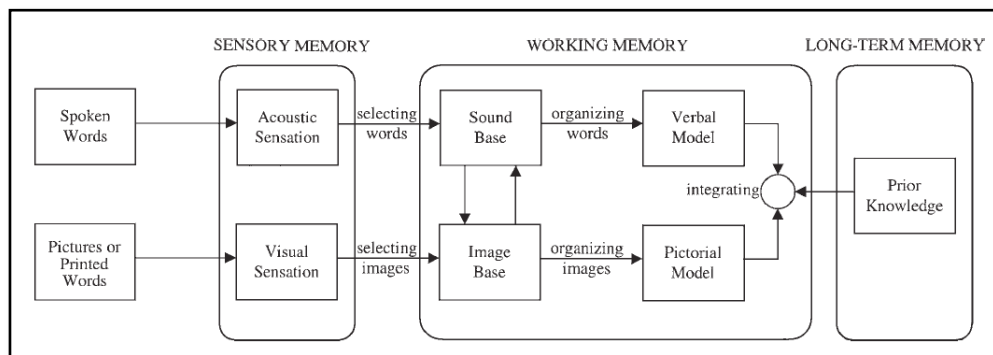 SENSORY MEMORY
WORKING MEMORY
LONG-TERM MEMORY
Spoken
Words
Acoustic
Sensation
selecting
words
Sound
Base
organizing
words
Verbal
Model
integrating
Prior
Knowledge
Pictures or
Printed
Words
Visual
Sensation
selecting
images
Image
Base
organizing
images
Pictorial
Model